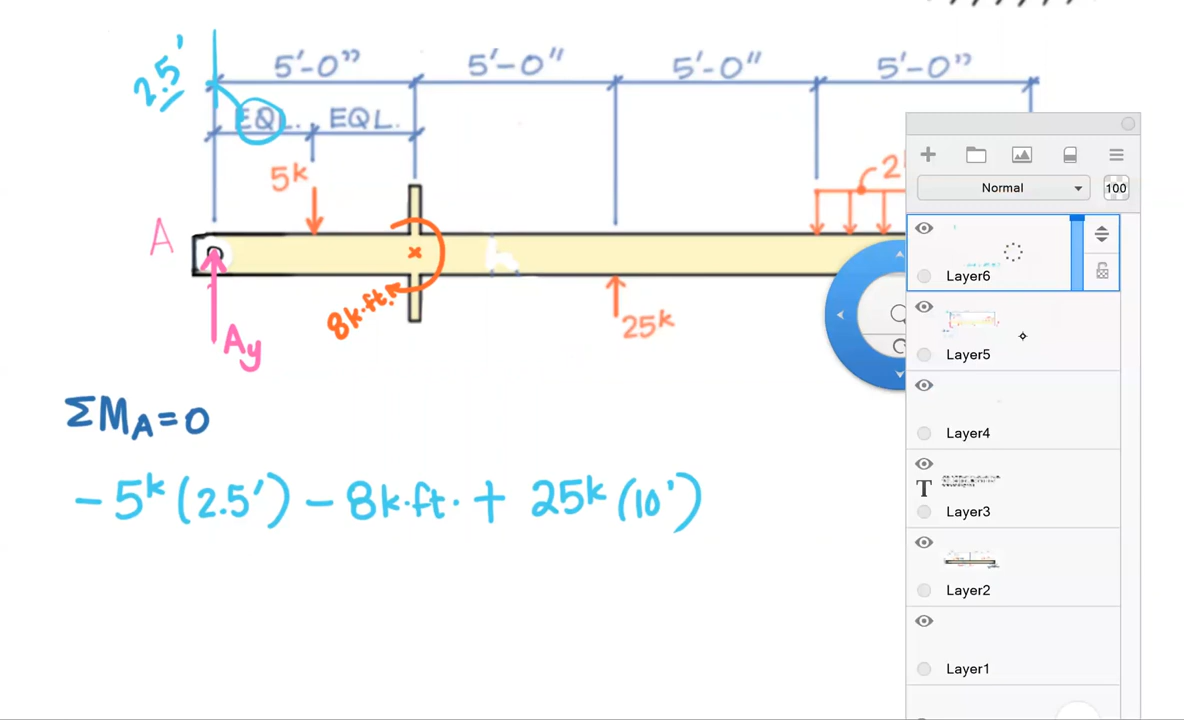 2.5'
5'-0" 5'-0" 5'-0" 5'-0"
EQL. EQL.
5k
2
A
8k.ft.
25k
Ay
ΣMA=0
- 5k (2.5') - 8k.ft. + 25k (10')
Normal 100
Layer6
Layer5
Layer4
T
Layer3
Layer2
Layer1